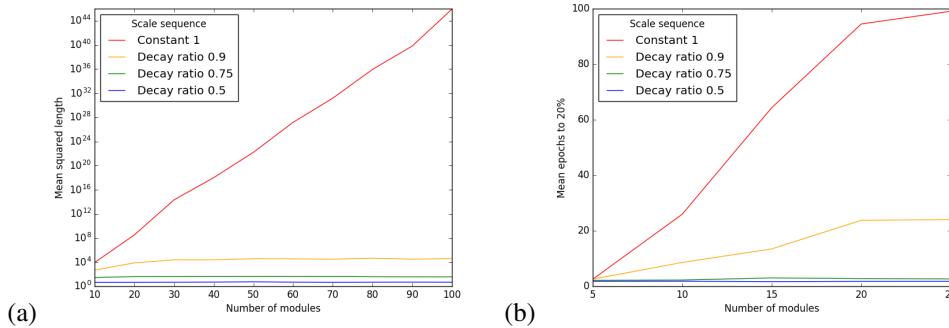 Scale sequence
Constant 1
Decay ratio 0.9
Decay ratio 0.75
Decay ratio 0.5
Mean squared length
10^44
10^40
10^36
10^32
10^28
10^24
10^20
10^16
10^12
10^8
10^4
10^0
10 20 30 40 50 60 70 80 90 100
Number of modules
(a)
Scale sequence
Constant 1
Decay ratio 0.9
Decay ratio 0.75
Decay ratio 0.5
Mean epochs to 20%
100
80
60
40
20
0
5 10 15 20
Number of modules
(b)